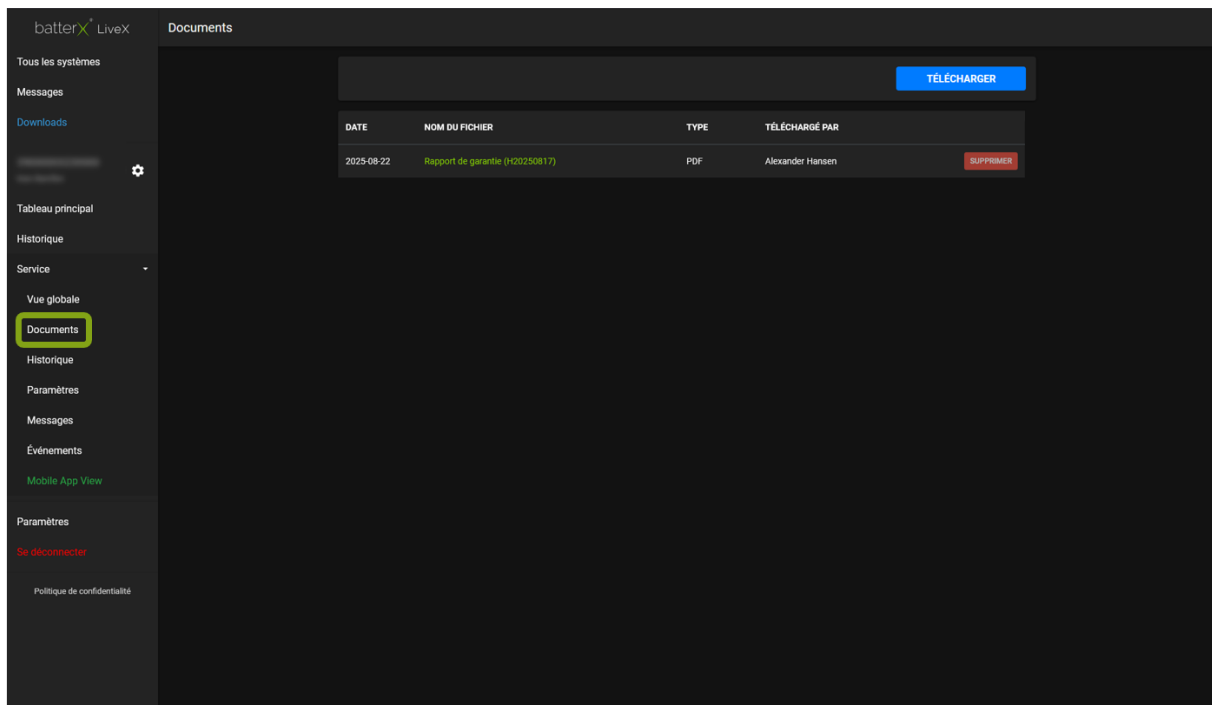 batterX LiveX
Documents
Tous les systèmes
Messages
Downloads
Tableau principal
Historique
Service
Vue globale
Documents
Historique
Paramètres
Messages
Événements
Mobile App View
Paramètres
Se déconnecter
Politique de confidentialité
TÉLÉCHARGER
DATE NOM DU FICHIER TYPE TÉLÉCHARGÉ PAR
2025-08-22 Rapport de garantie (H20250817) PDF Alexander Hansen SUPPRIMER